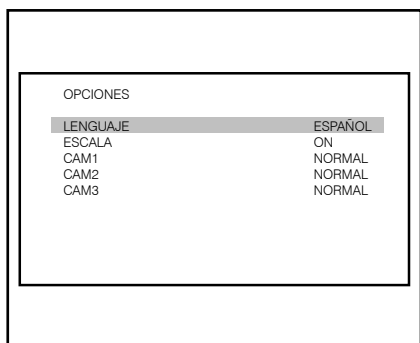 OPCIONES
LENGUAJE ESPAÑOL
ESCALA ON
CAM1 NORMAL
CAM2 NORMAL
CAM3 NORMAL